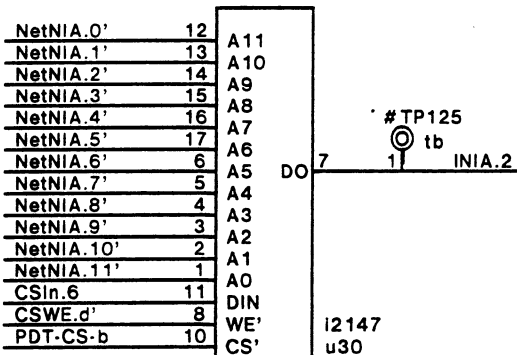 NetNIA.0' 12 A11
NetNIA.1' 13 A10
NetNIA.2' 14 A9
NetNIA.3' 15 A8
NetNIA.4' 16 A7 #TP125
NetNIA.5' 17 A6 tb
NetNIA.6' 6 A5 DO 7 1 INIA.2
NetNIA.7' 5 A4
NetNIA.8' 4 A3
NetNIA.9' 3 A2
NetNIA.10' 2 A1
NetNIA.11' 1 A0
CSIn.6 11 DIN
CSWE.d' 8 WE' i2147
PDT-CS-b 10 CS' u30